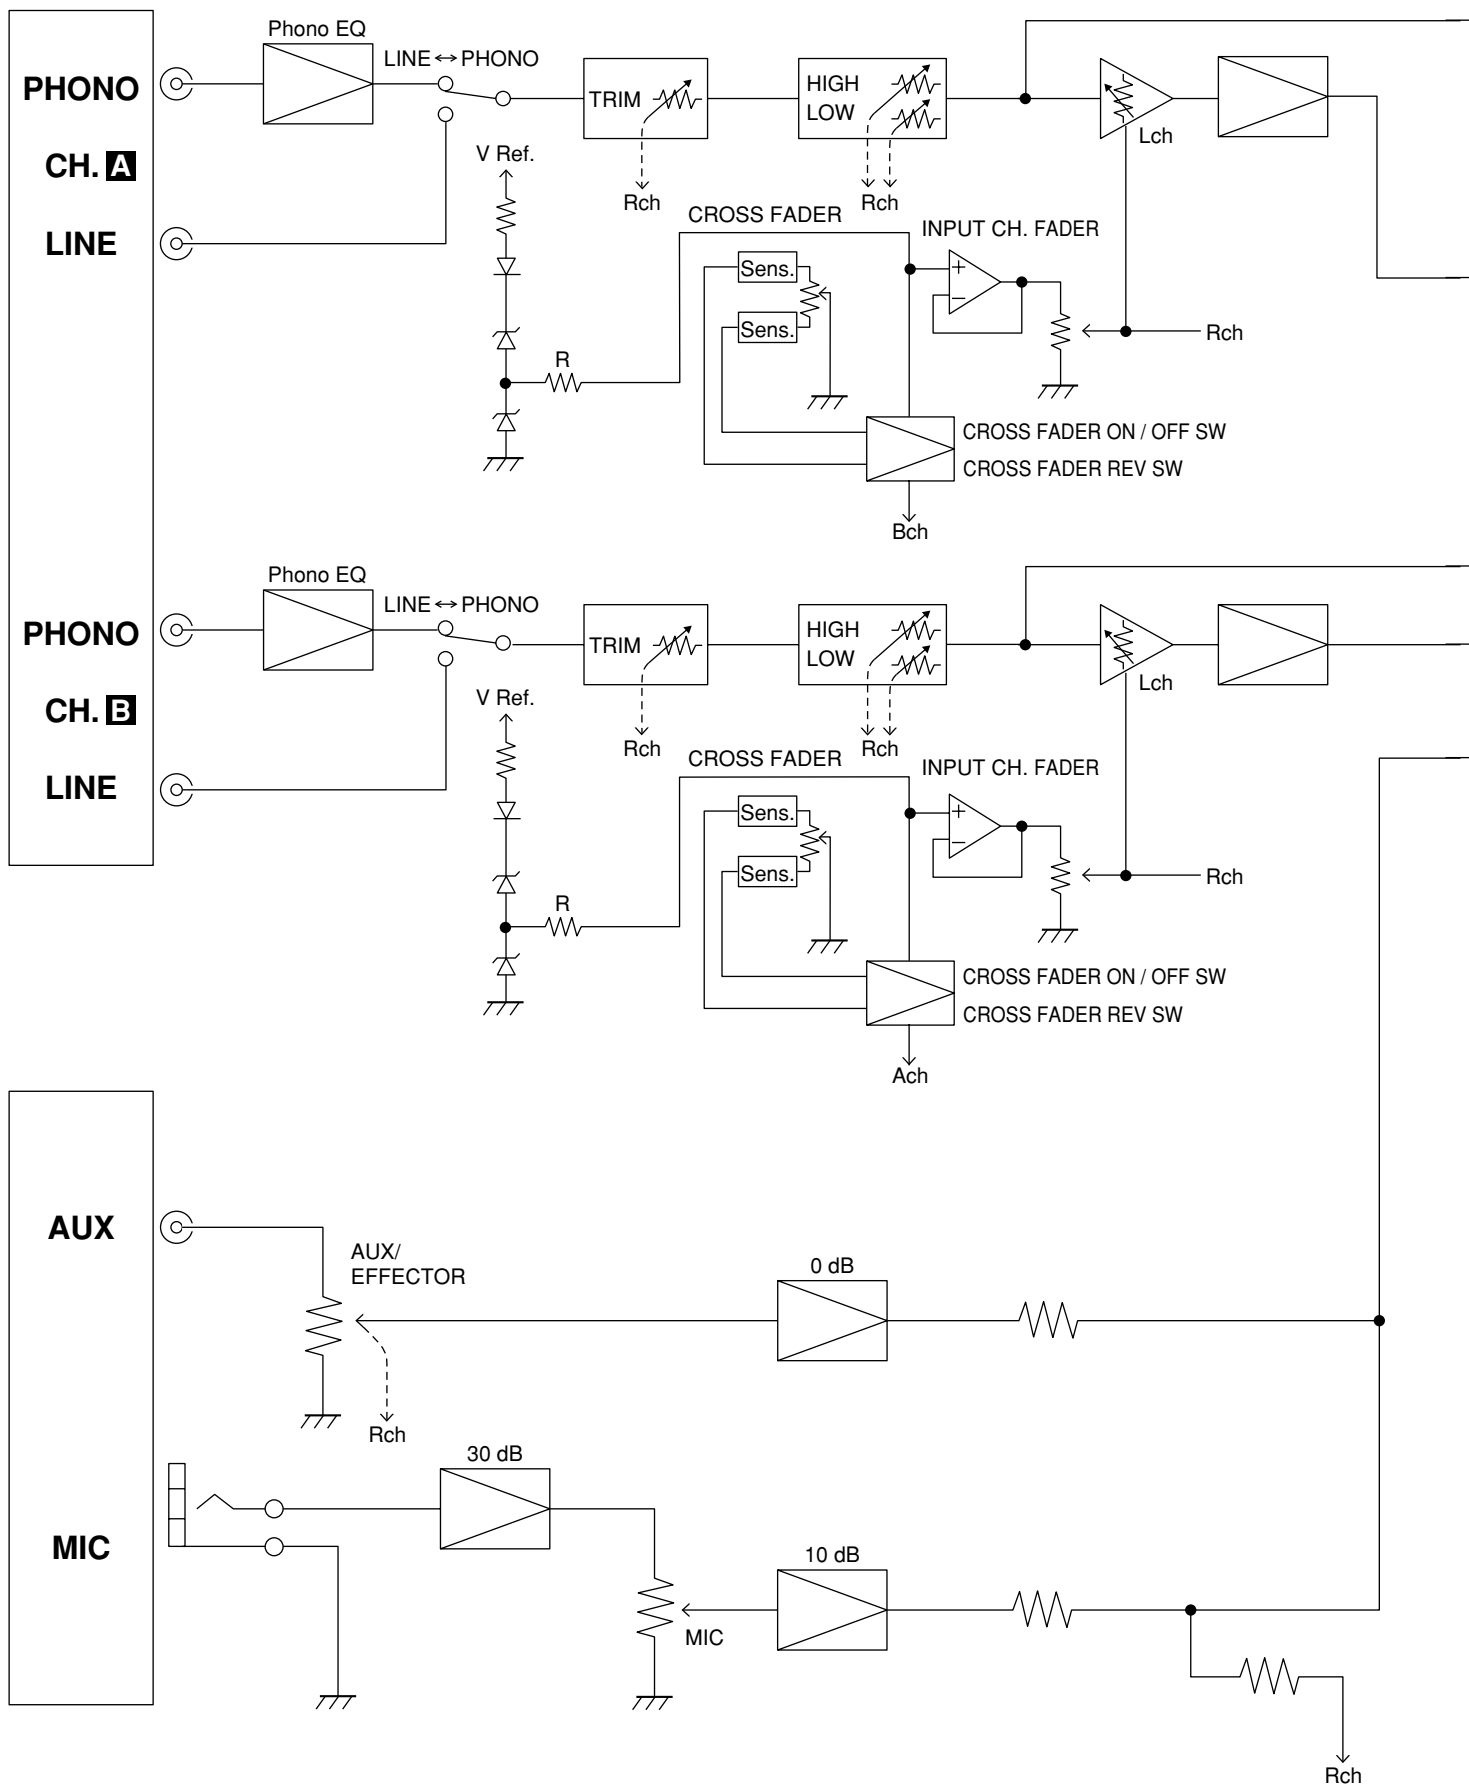 Phono EQ
LINE ↔ PHONO
PHONO
TRIM
HIGH
LOW
Lch
CH. A
V Ref.
Rch
Rch
CROSS FADER
INPUT CH. FADER
LINE
Sens.
Sens.
Rch
R
CROSS FADER ON / OFF SW
CROSS FADER REV SW
Bch
Phono EQ
LINE ↔ PHONO
PHONO
TRIM
HIGH
LOW
Lch
CH. B
V Ref.
Rch
Rch
CROSS FADER
INPUT CH. FADER
LINE
Sens.
Sens.
Rch
R
CROSS FADER ON / OFF SW
CROSS FADER REV SW
Ach
AUX
AUX/
EFFECTOR
0 dB
Rch
30 dB
MIC
10 dB
MIC
Rch